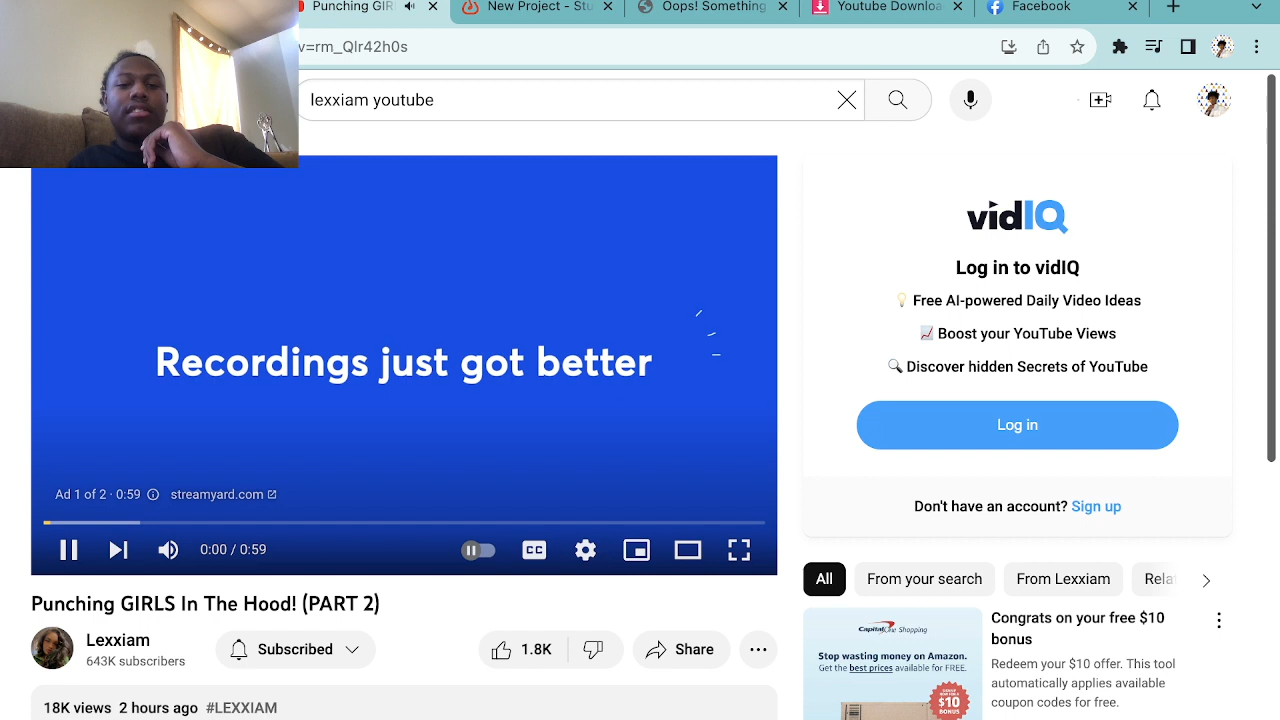 Punching GIRL
New Project - Stu
Oops! Something
Youtube Downloa
Facebook
v=rm_Qlr42h0s
lexxiam youtube
Recordings just got better
Ad 1 of 2 · 0:59 streamyard.com
0:00 / 0:59
CC
Punching GIRLS In The Hood! (PART 2)
Lexxiam
643K subscribers
Subscribed
1.8K
Share
18K views 2 hours ago #LEXXIAM
vidIQ
Log in to vidIQ
Free AI-powered Daily Video Ideas
Boost your YouTube Views
Discover hidden Secrets of YouTube
Log in
Don't have an account? Sign up
All
From your search
From Lexxiam
Rela
Capital One Shopping
Stop wasting money on Amazon.
Get the best prices available for FREE.
$10
BONUS
Congrats on your free $10
bonus
Redeem your $10 offer. This tool
automatically applies available
coupon codes for free.